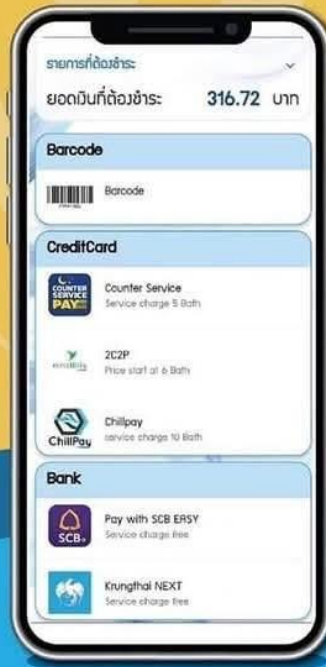 รายการที่ต้องชำระ
ยอดเงินที่ต้องชำระ 316.72 บาท
Barcode
Barcode
CreditCard
COUNTER SERVICE PAY
Counter Service
Service charge 5 Bath
2C2P
Price start at 6 Bath
ChillPay
Chillpay
service charge 10 Bath
Bank
SCB
Pay with SCB EASY
Service charge free
Krungthai NEXT
Service charge free